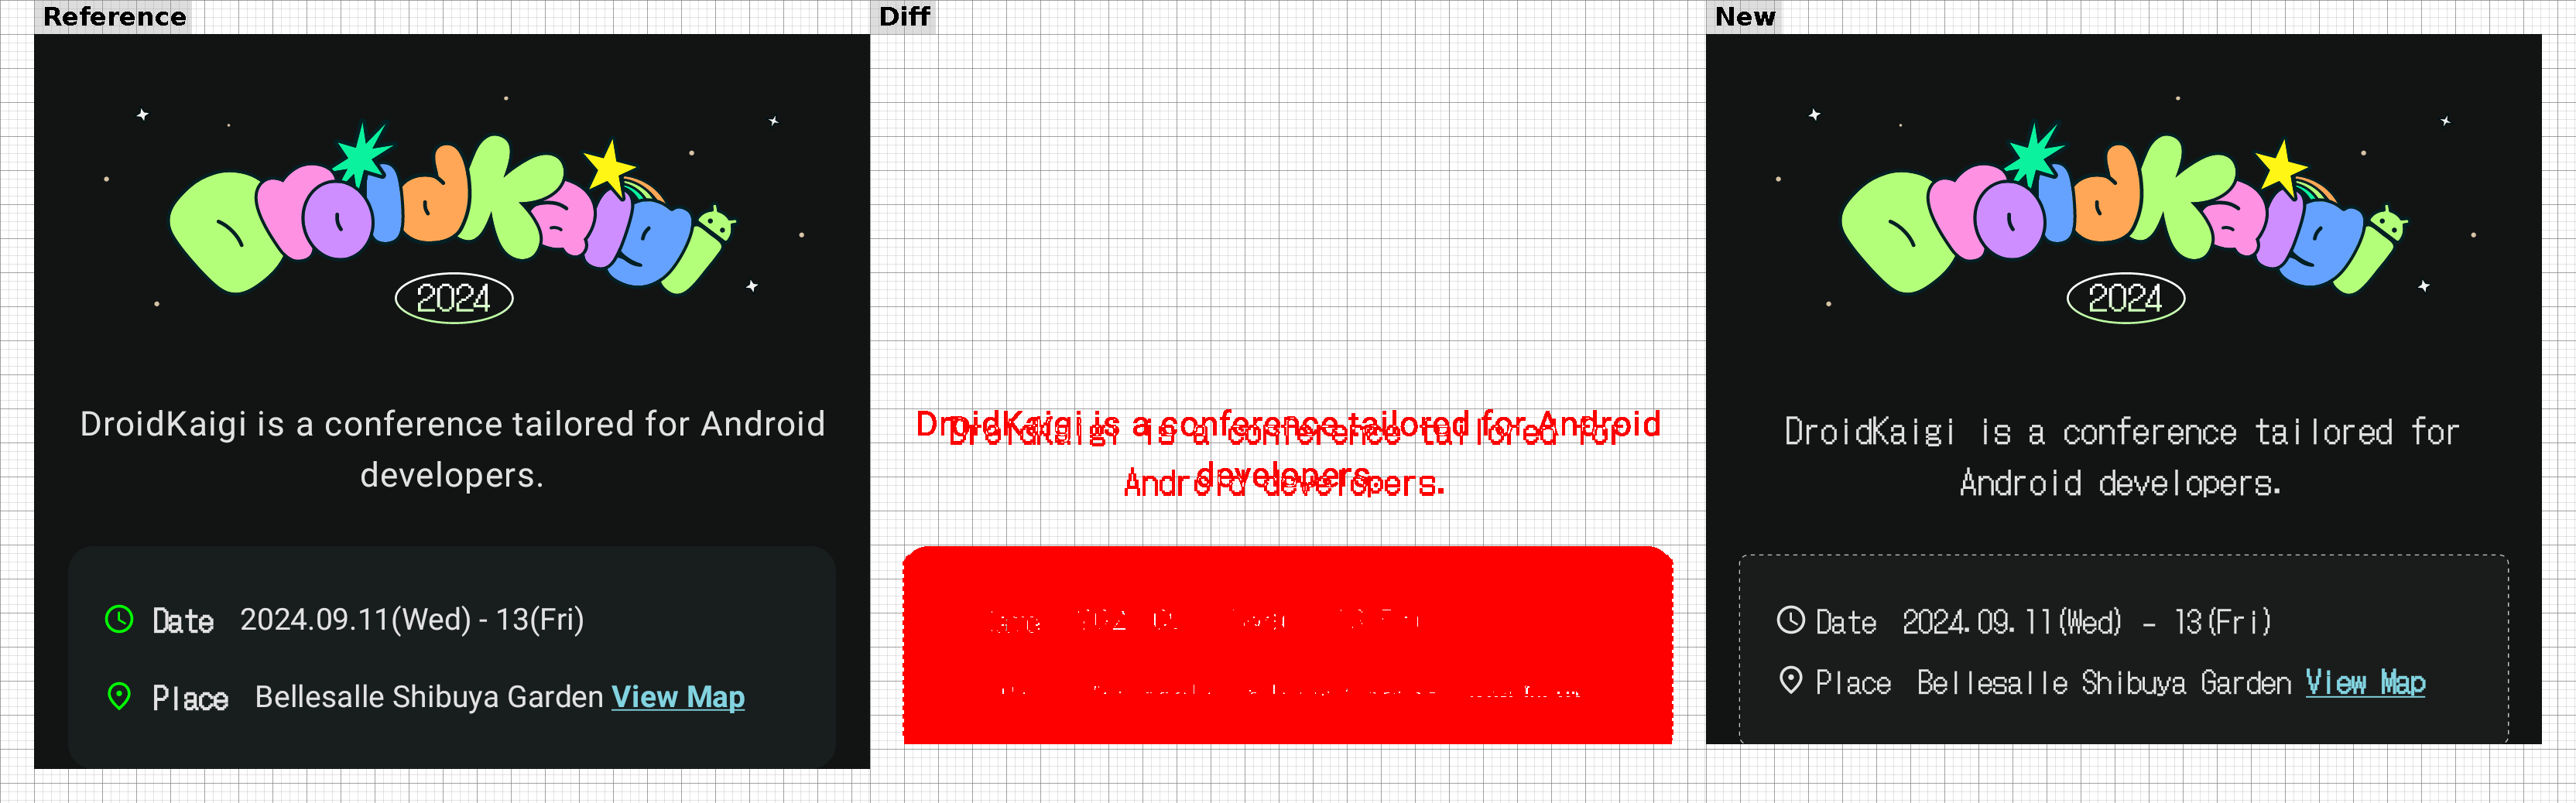 Reference
DroidKaigi
2024
DroidKaigi is a conference tailored for Android
developers.
Date 2024.09.11(Wed) - 13(Fri)
Place Bellesalle Shibuya Garden View Map
Diff
DroidKaigi is a conference tailored for Android
developers.
DroidKaigi is a conference tailored for
Android developers.
New
DroidKaigi
2024
DroidKaigi is a conference tailored for
Android developers.
Date 2024.09.11(Wed) - 13(Fri)
Place Bellesalle Shibuya Garden View Map